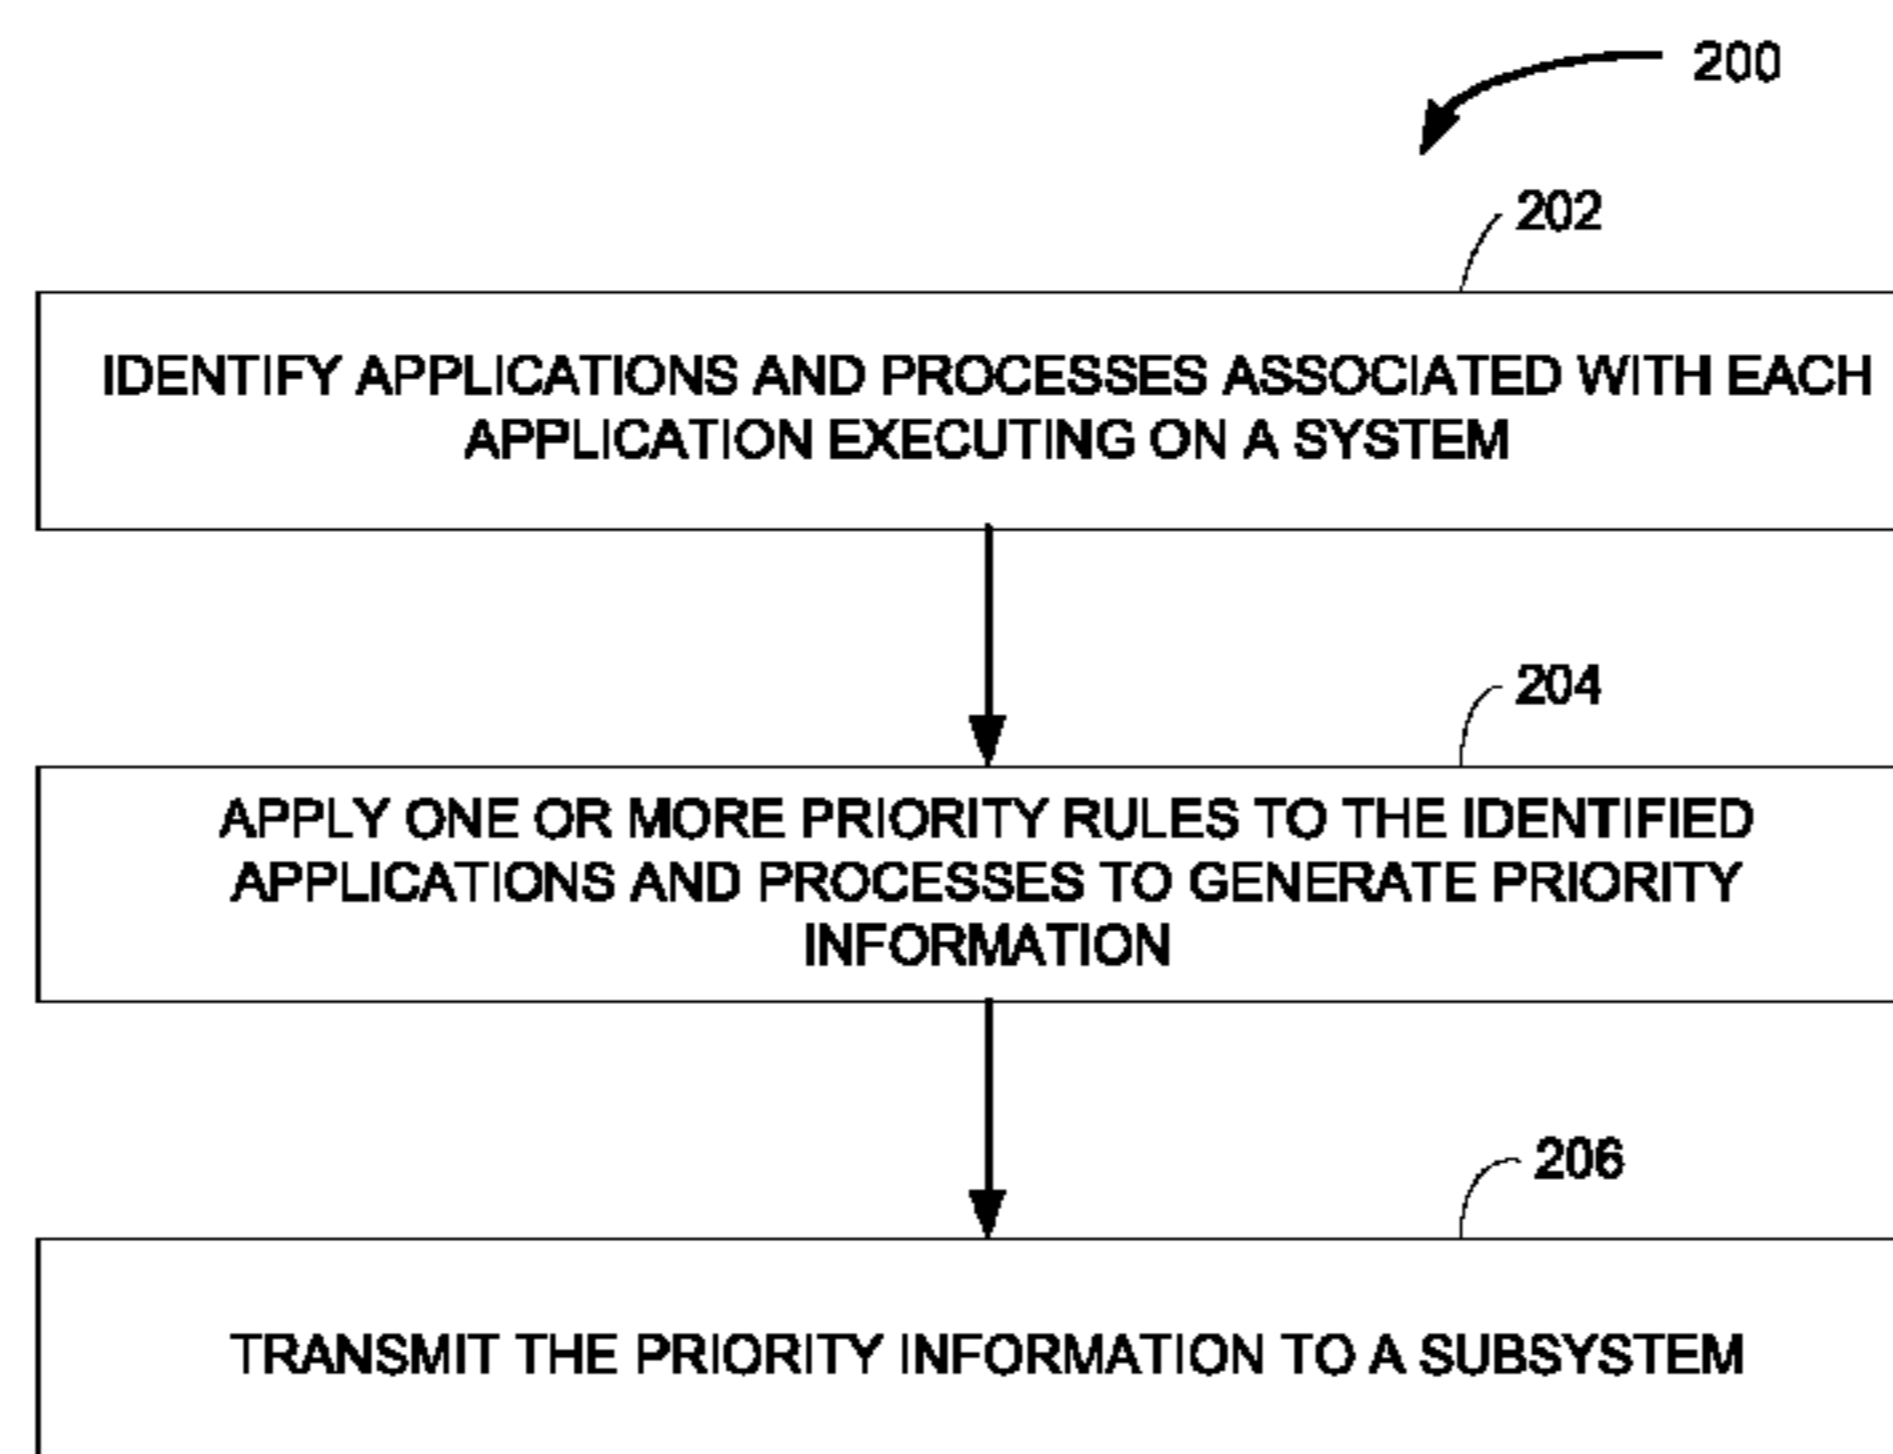 200
202
IDENTIFY APPLICATIONS AND PROCESSES ASSOCIATED WITH EACH
APPLICATION EXECUTING ON A SYSTEM
204
APPLY ONE OR MORE PRIORITY RULES TO THE IDENTIFIED
APPLICATIONS AND PROCESSES TO GENERATE PRIORITY
INFORMATION
206
TRANSMIT THE PRIORITY INFORMATION TO A SUBSYSTEM